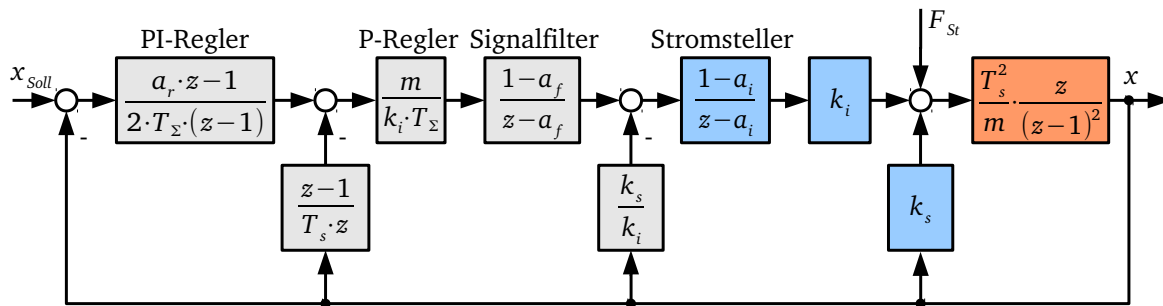 PI-Regler
P-Regler
Signalfilter
Stromsteller
F_St
x_Soll
(a_r·z−1)/(2·T_Σ·(z−1))
m/(k_i·T_Σ)
(1−a_f)/(z−a_f)
(1−a_i)/(z−a_i)
k_i
T_s^2/m · z/(z−1)^2
x
-
-
-
(z−1)/(T_s·z)
k_s/k_i
k_s